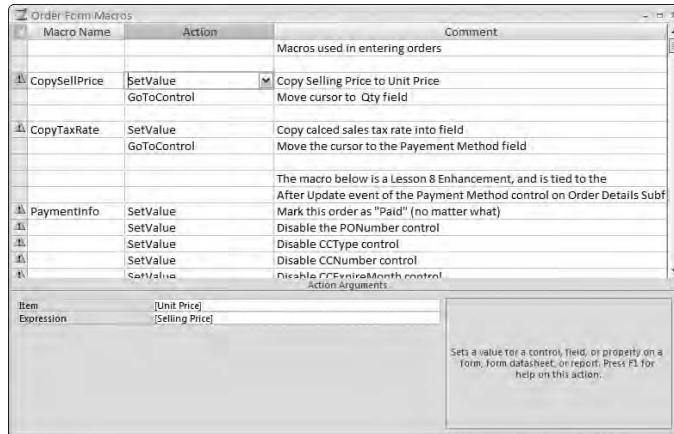 Order Form Macros
Macro Name Action Comment
Macros used in entering orders
CopySellPrice SetValue Copy Selling Price to Unit Price
GoToControl Move cursor to Qty field
CopyTaxRate SetValue Copy calced sales tax rate into field
GoToControl Move the cursor to the Payement Method field
The macro below is a Lesson 8 Enhancement, and is tied to the
After Update event of the Payment Method control on Order Details Subf
PaymentInfo SetValue Mark this order as "Paid" (no matter what)
SetValue Disable the PONumber control
SetValue Disable CCType control
SetValue Disable CCNumber control
SetValue Disable CCExpireMonth control
Action Arguments
Item [Unit Price]
Expression [Selling Price]
Sets a value for a control, field, or property on a
form, form datasheet, or report. Press F1 for
help on this action.